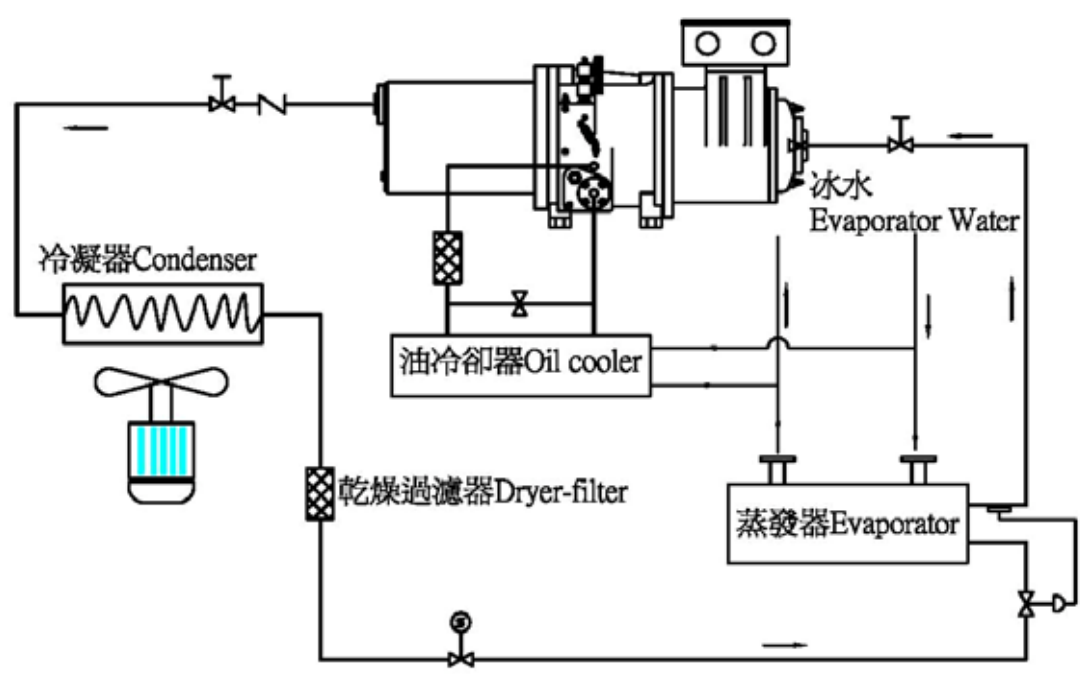 冰水
Evaporator Water
冷凝器Condenser
油冷卻器Oil cooler
乾燥過濾器Dryer-filter
蒸發器Evaporator
S